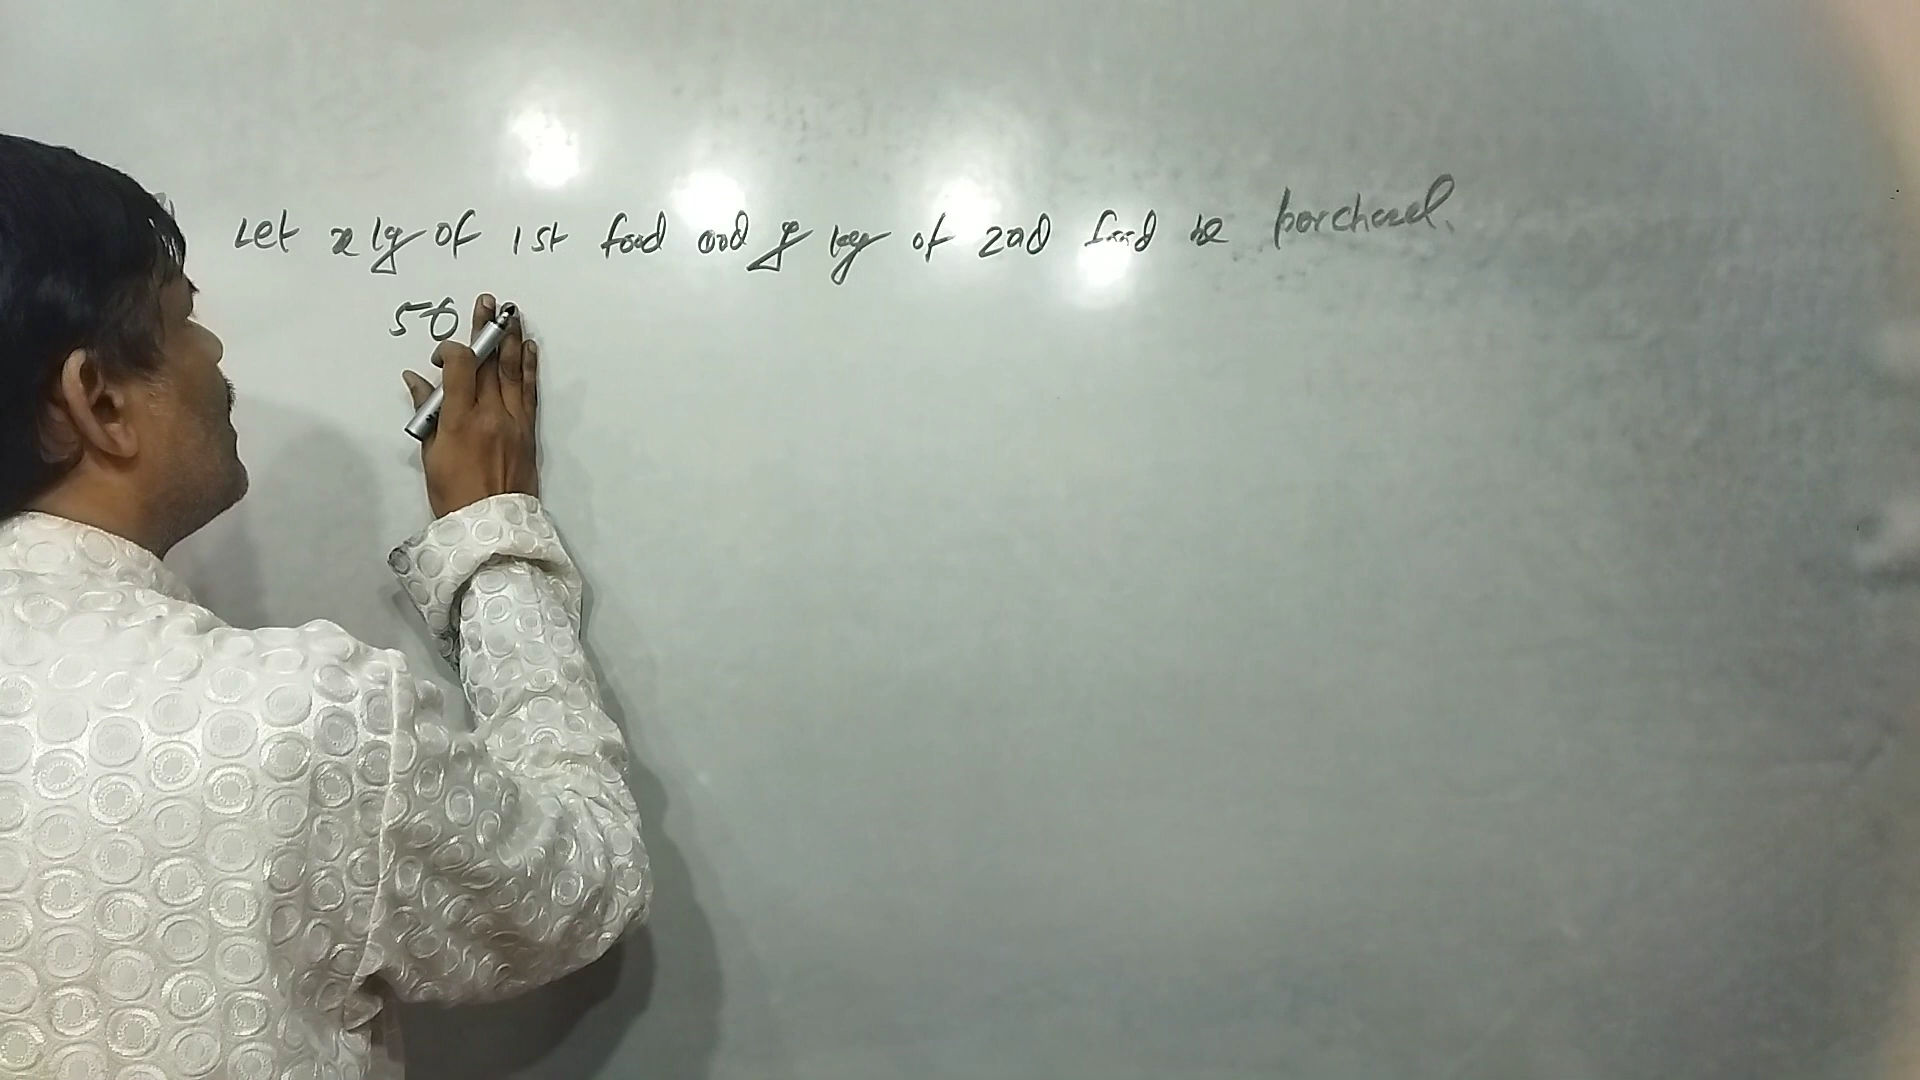 Let x kg of 1st food and y kg of 2nd food be purchased.
50